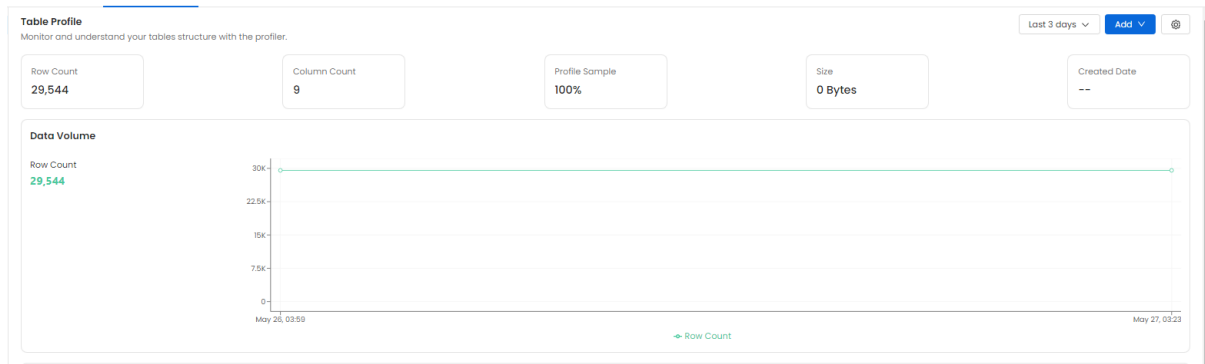 Table Profile
Monitor and understand your tables structure with the profiler.
Last 3 days
Add
Row Count
29,544
Column Count
9
Profile Sample
100%
Size
0 Bytes
Created Date
--
Data Volume
Row Count
29,544
30K
22.5K
15K
7.5K
0
May 26, 03:59
May 27, 03:23
Row Count